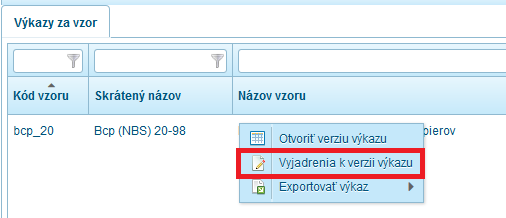 Výkazy za vzor
Kód vzoru
Skrátený názov
Názov vzoru
bcp_20
Bcp (NBS) 20-98
Otvoriť verziu výkazu
Vyjadrenia k verzii výkazu
Exportovať výkaz